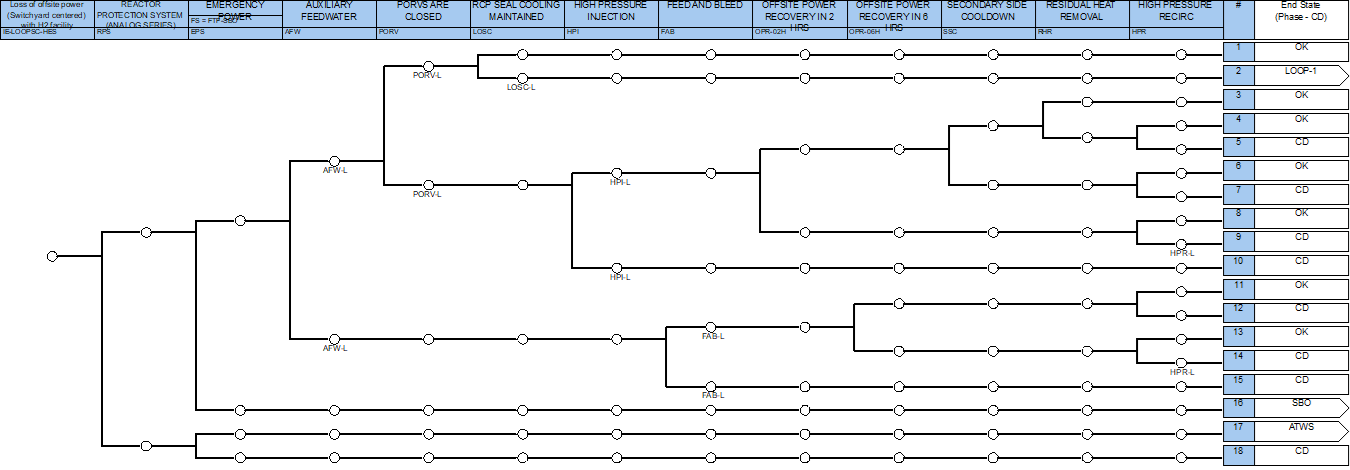 Loss of offsite power
(Switchyard centered)
with H2 facility
IE-LOOPSC-HES
REACTOR
PROTECTION SYSTEM
(ANALOG SERIES)
RPS
EMERGENCY
POWER
FS = FTF-SBO
EPS
AUXILIARY
FEEDWATER
AFW
PORVS ARE
CLOSED
PORV
RCP SEAL COOLING
MAINTAINED
LOSC
HIGH PRESSURE
INJECTION
HPI
FEED AND BLEED
FAB
OFFSITE POWER
RECOVERY IN 2
HRS
OPR-02H
OFFSITE POWER
RECOVERY IN 6
HRS
OPR-06H
SECONDARY SIDE
COOLDOWN
SSC
RESIDUAL HEAT
REMOVAL
RHR
HIGH PRESSURE
RECIRC
HPR
#
End State
(Phase - CD)
1 OK
PORV-L
2 LOOP-1
LOSC-L
3 OK
4 OK
5 CD
AFW-L
6 OK
HPI-L
7 CD
PORV-L
8 OK
9 CD
HPR-L
10 CD
HPI-L
11 OK
12 CD
FAB-L
13 OK
AFW-L
14 CD
HPR-L
15 CD
FAB-L
16 SBO
17 ATWS
18 CD